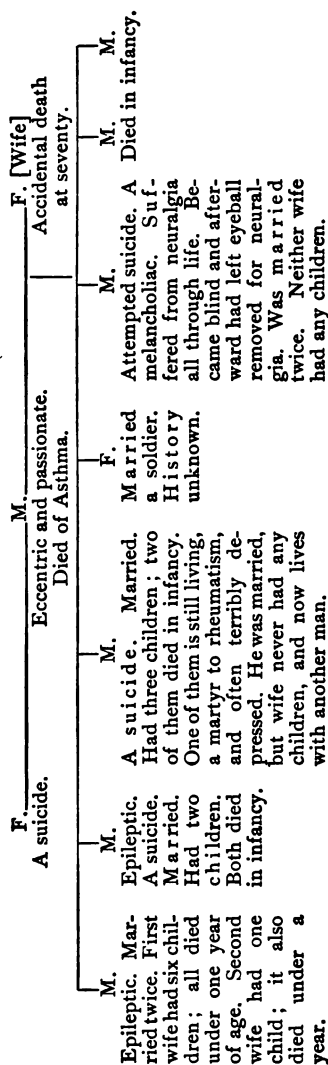 F. M. F. [Wife]
A suicide. Eccentric and passionate. Accidental death
Died of Asthma. at seventy.
M. M. M. F. M. M. M.
Epileptic. Mar-
ried twice. First
wife had six chil-
dren; all died
under one year
of age. Second
wife had one
child; it also
died under a
year.
Epileptic.
A suicide.
Married.
Had two
children.
Both died
in infancy.
A suicide. Married.
Had three children; two
of them died in infancy.
One of them is still living,
a martyr to rheumatism,
and often terribly de-
pressed. He was married,
but wife never had any
children, and now lives
with another man.
Married
a soldier.
History
unknown.
Attempted suicide. A
melancholiac. Suf-
fered from neuralgia
all through life. Be-
came blind and after-
ward had left eyeball
removed for neural-
gia. Was married
twice. Neither wife
had any children.
Died in infancy.